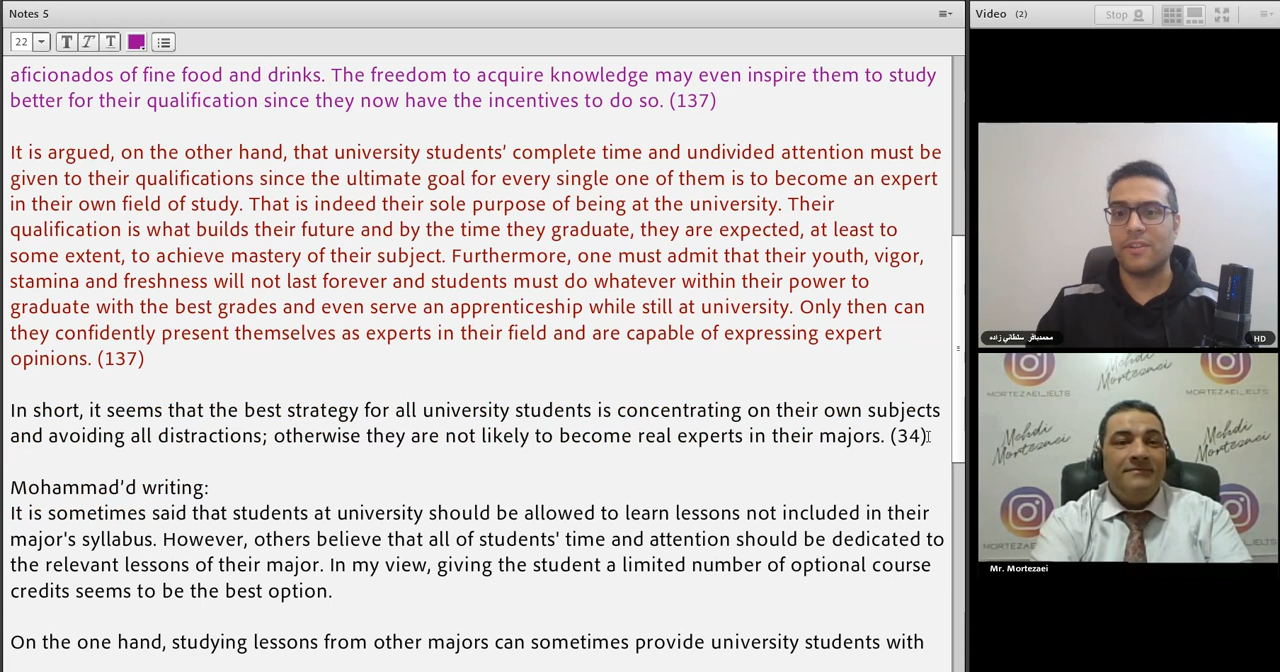 Notes 5
Video (2)
Stop
22
T T T
aficionados of fine food and drinks. The freedom to acquire knowledge may even inspire them to study
better for their qualification since they now have the incentives to do so. (137)
It is argued, on the other hand, that university students’ complete time and undivided attention must be
given to their qualifications since the ultimate goal for every single one of them is to become an expert
in their own field of study. That is indeed their sole purpose of being at the university. Their
qualification is what builds their future and by the time they graduate, they are expected, at least to
some extent, to achieve mastery of their subject. Furthermore, one must admit that their youth, vigor,
stamina and freshness will not last forever and students must do whatever within their power to
graduate with the best grades and even serve an apprenticeship while still at university. Only then can
they confidently present themselves as experts in their field and are capable of expressing expert
opinions. (137)
In short, it seems that the best strategy for all university students is concentrating on their own subjects
and avoiding all distractions; otherwise they are not likely to become real experts in their majors. (34)
Mohammad’d writing:
It is sometimes said that students at university should be allowed to learn lessons not included in their
major's syllabus. However, others believe that all of students' time and attention should be dedicated to
the relevant lessons of their major. In my view, giving the student a limited number of optional course
credits seems to be the best option.
On the one hand, studying lessons from other majors can sometimes provide university students with
محمدباقر سلطاني زاده
HD
MORTEZAEI_IELTS
Mehdi Mortezaei
MORTEZAEI_IELTS
Mehdi
Mortezaei
Mehdi
Mortezaei
Mr. Mortezaei